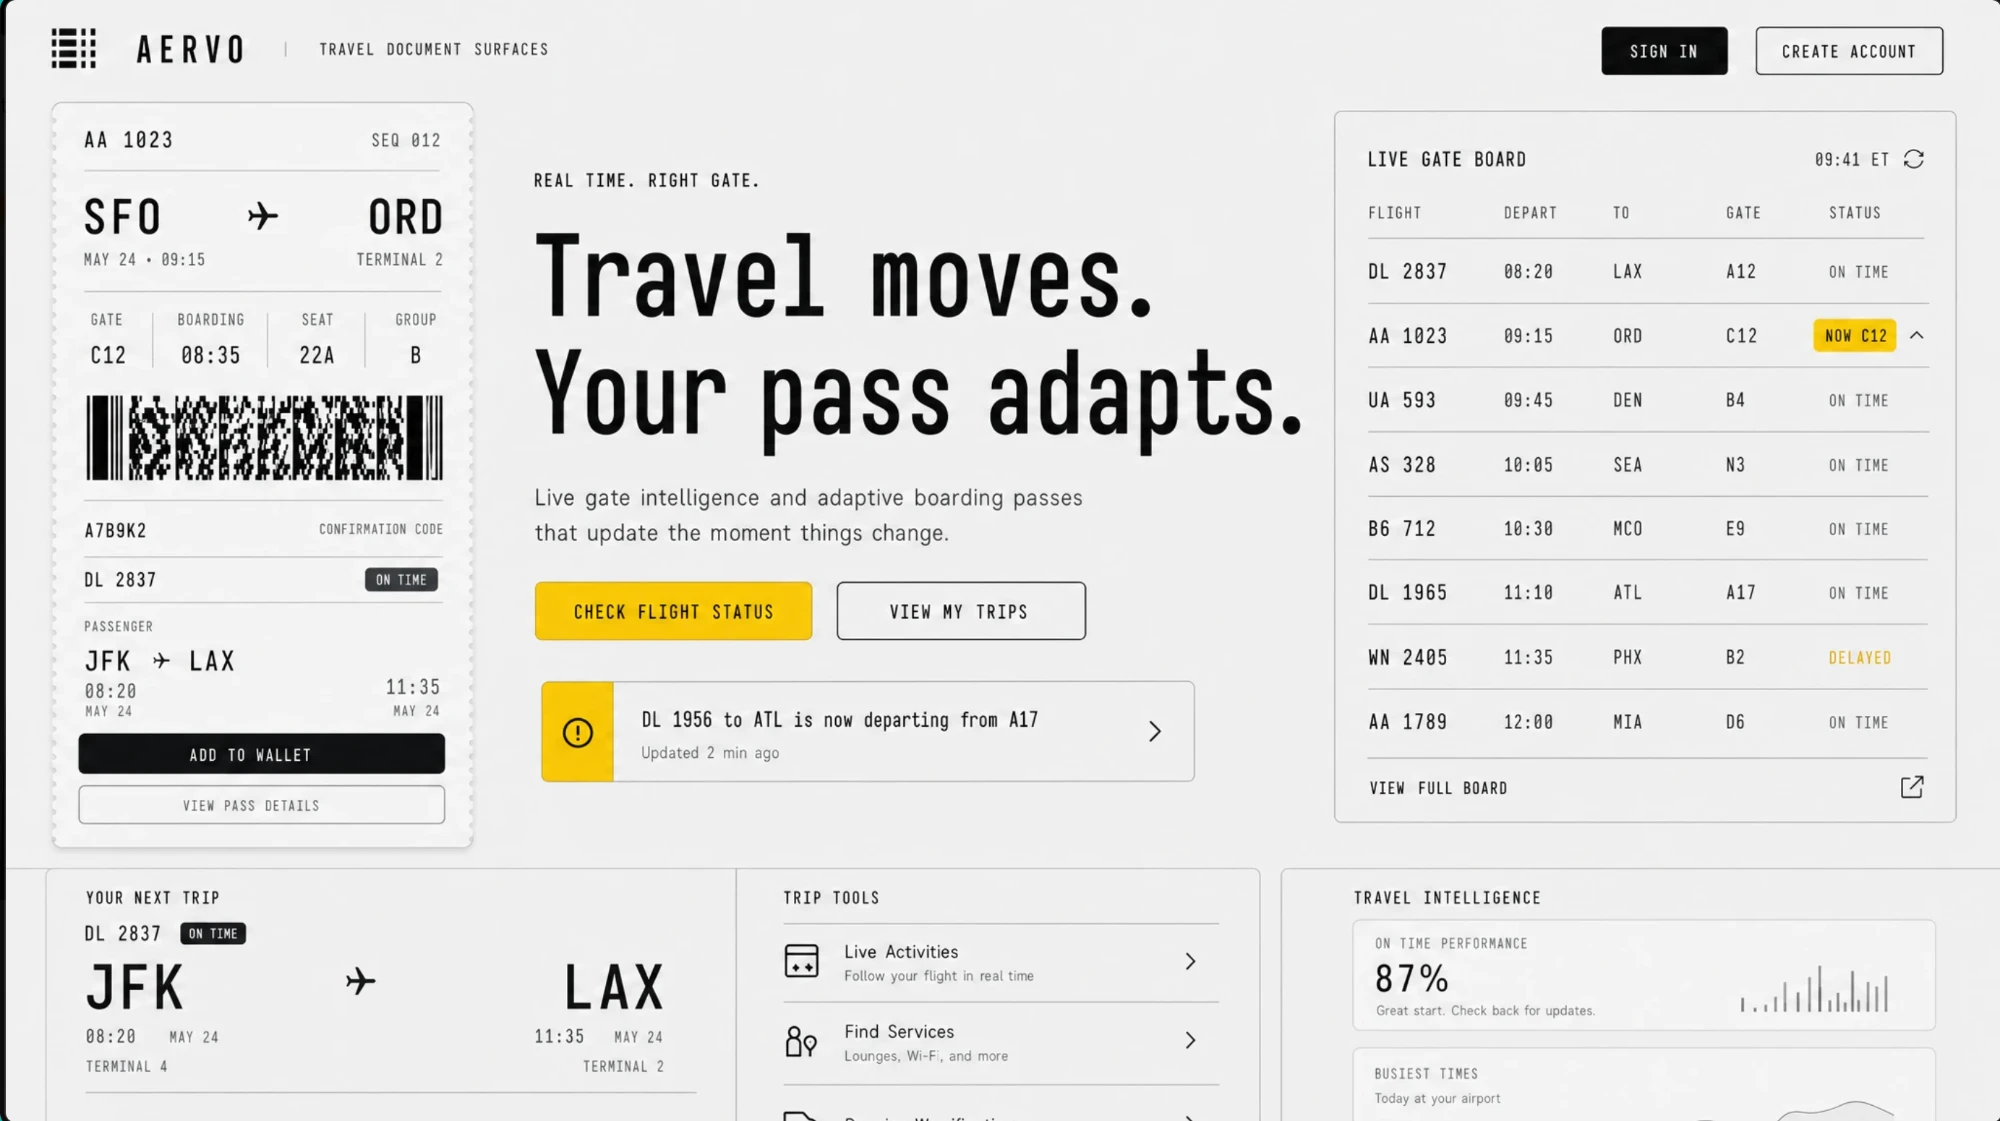 AERVO
TRAVEL DOCUMENT SURFACES
SIGN IN
CREATE ACCOUNT
AA 1023 SEQ 012
SFO ORD
MAY 24 • 09:15 TERMINAL 2
GATE BOARDING SEAT GROUP
C12 08:35 22A B
A7B9K2 CONFIRMATION CODE
DL 2837 ON TIME
PASSENGER
JFK LAX
08:20 11:35
MAY 24 MAY 24
ADD TO WALLET
VIEW PASS DETAILS
REAL TIME. RIGHT GATE.
Travel moves.
Your pass adapts.
Live gate intelligence and adaptive boarding passes
that update the moment things change.
CHECK FLIGHT STATUS
VIEW MY TRIPS
DL 1956 to ATL is now departing from A17
Updated 2 min ago
LIVE GATE BOARD 09:41 ET
FLIGHT DEPART TO GATE STATUS
DL 2837 08:20 LAX A12 ON TIME
AA 1023 09:15 ORD C12 NOW C12
UA 593 09:45 DEN B4 ON TIME
AS 328 10:05 SEA N3 ON TIME
B6 712 10:30 MCO E9 ON TIME
DL 1965 11:10 ATL A17 ON TIME
WN 2405 11:35 PHX B2 DELAYED
AA 1789 12:00 MIA D6 ON TIME
VIEW FULL BOARD
YOUR NEXT TRIP
DL 2837 ON TIME
JFK LAX
08:20 MAY 24 11:35 MAY 24
TERMINAL 4 TERMINAL 2
TRIP TOOLS
Live Activities
Follow your flight in real time
Find Services
Lounges, Wi-Fi, and more
TRAVEL INTELLIGENCE
ON TIME PERFORMANCE
87%
Great start. Check back for updates.
BUSIEST TIMES
Today at your airport